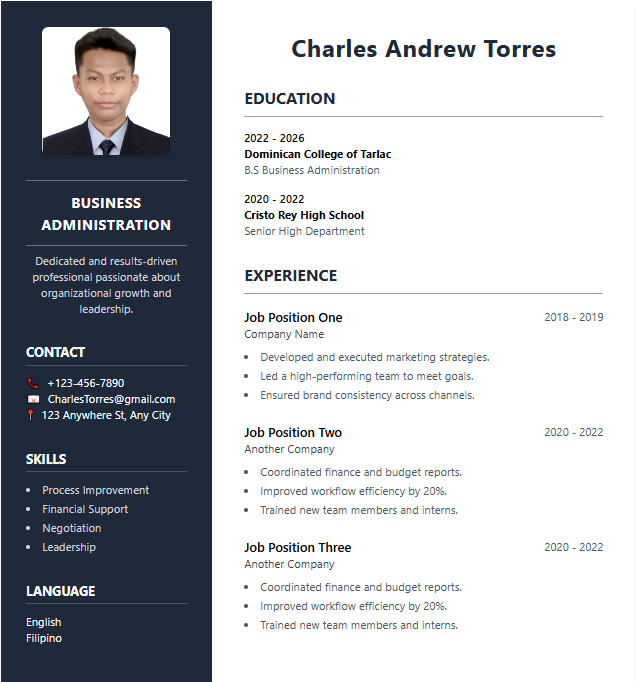 BUSINESS
ADMINISTRATION
Dedicated and results-driven
professional passionate about
organizational growth and
leadership.
CONTACT
📞 +123-456-7890
📧 CharlesTorres@gmail.com
📍 123 Anywhere St, Any City
SKILLS
• Process Improvement
• Financial Support
• Negotiation
• Leadership
LANGUAGE
English
Filipino
Charles Andrew Torres
EDUCATION
2022 - 2026
Dominican College of Tarlac
B.S Business Administration
2020 - 2022
Cristo Rey High School
Senior High Department
EXPERIENCE
Job Position One 2018 - 2019
Company Name
• Developed and executed marketing strategies.
• Led a high-performing team to meet goals.
• Ensured brand consistency across channels.
Job Position Two 2020 - 2022
Another Company
• Coordinated finance and budget reports.
• Improved workflow efficiency by 20%.
• Trained new team members and interns.
Job Position Three 2020 - 2022
Another Company
• Coordinated finance and budget reports.
• Improved workflow efficiency by 20%.
• Trained new team members and interns.